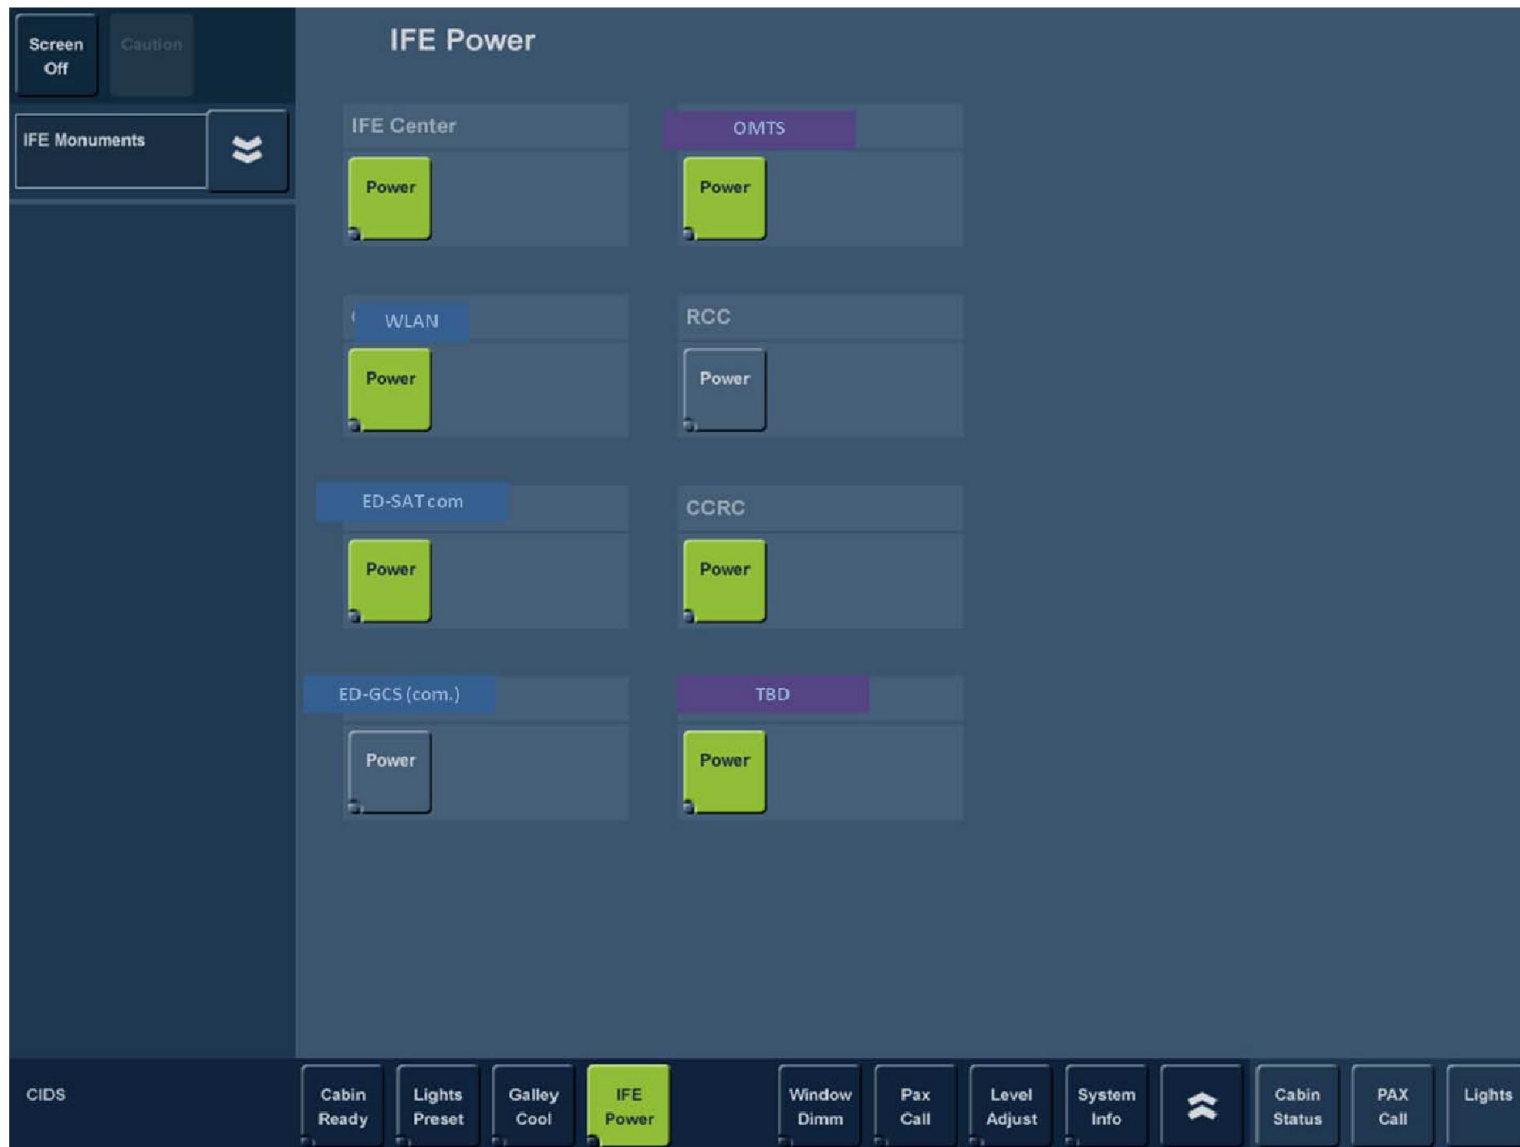 Screen
Off
Caution
IFE Power
IFE Monuments
IFE Center
OMTS
Power
Power
WLAN
RCC
Power
Power
ED-SATcom
CCRC
Power
Power
ED-GCS (com.)
TBD
Power
Power
CIDS
Cabin
Ready
Lights
Preset
Galley
Cool
IFE
Power
Window
Dimm
Pax
Call
Level
Adjust
System
Info
Cabin
Status
PAX
Call
Lights